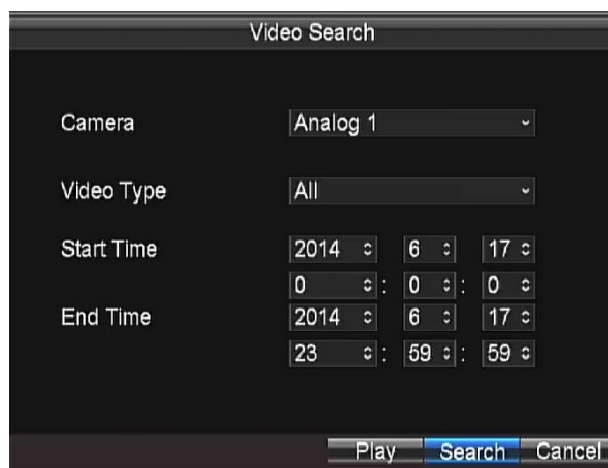 Video Search
Camera Analog 1
Video Type All
Start Time 2014 6 17
0 : 0 : 0
End Time 2014 6 17
23 : 59 : 59
Play Search Cancel